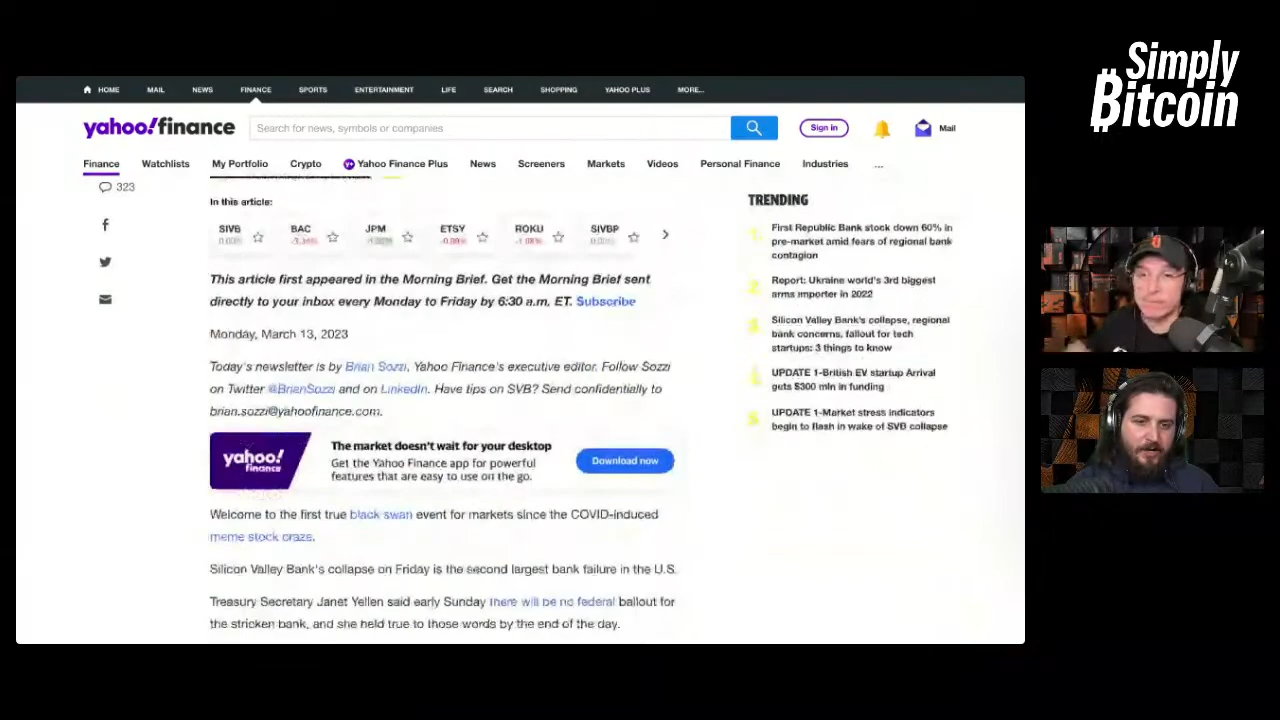 Simply
Bitcoin
HOME MAIL NEWS FINANCE SPORTS ENTERTAINMENT LIFE SEARCH SHOPPING YAHOO PLUS MORE...
yahoo!finance
Search for news, symbols or companies
Sign in
Mail
Finance Watchlists My Portfolio Crypto Yahoo Finance Plus News Screeners Markets Videos Personal Finance Industries ...
323
In this article:
SIVB BAC JPM ETSY ROKU SIVBP
This article first appeared in the Morning Brief. Get the Morning Brief sent
directly to your inbox every Monday to Friday by 6:30 a.m. ET. Subscribe
Monday, March 13, 2023
Today's newsletter is by Brian Sozzi, Yahoo Finance's executive editor. Follow Sozzi
on Twitter @BrianSozzi and on LinkedIn. Have tips on SVB? Send confidentially to
brian.sozzi@yahoofinance.com.
yahoo!
finance
The market doesn't wait for your desktop
Get the Yahoo Finance app for powerful
features that are easy to use on the go.
Download now
Welcome to the first true black swan event for markets since the COVID-induced
meme stock craze.
Silicon Valley Bank's collapse on Friday is the second largest bank failure in the U.S.
Treasury Secretary Janet Yellen said early Sunday there will be no federal bailout for
the stricken bank, and she held true to those words by the end of the day.
TRENDING
First Republic Bank stock down 60% in
pre-market amid fears of regional bank
contagion
Report: Ukraine world's 3rd biggest
arms importer in 2022
Silicon Valley Bank's collapse, regional
bank concerns, fallout for tech
startups: 3 things to know
UPDATE 1-British EV startup Arrival
gets $300 mln in funding
UPDATE 1-Market stress indicators
begin to flash in wake of SVB collapse